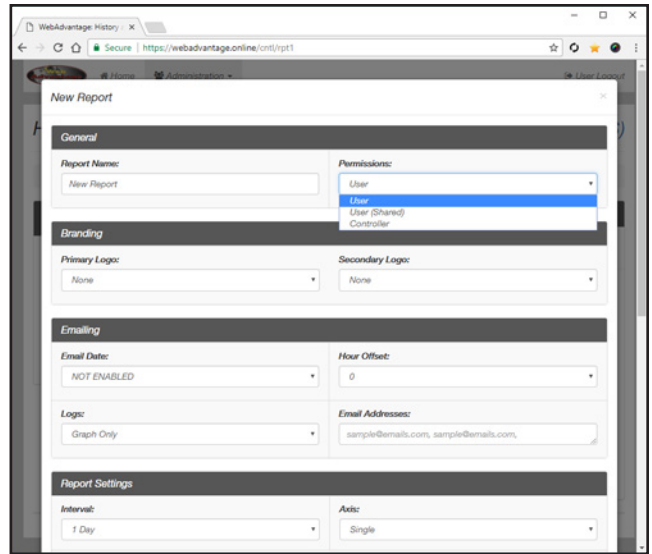 WebAdvantage: History
Secure | https://webadvantage.online/cntl/rpt1
Home Administration User Logout
New Report ×
General
Report Name: Permissions:
New Report User
User
User (Shared)
Controller
Branding
Primary Logo: Secondary Logo:
None None
Emailing
Email Date: Hour Offset:
NOT ENABLED 0
Logs: Email Addresses:
Graph Only sample@emails.com, sample@emails.com,
Report Settings
Interval: Axis:
1 Day Single